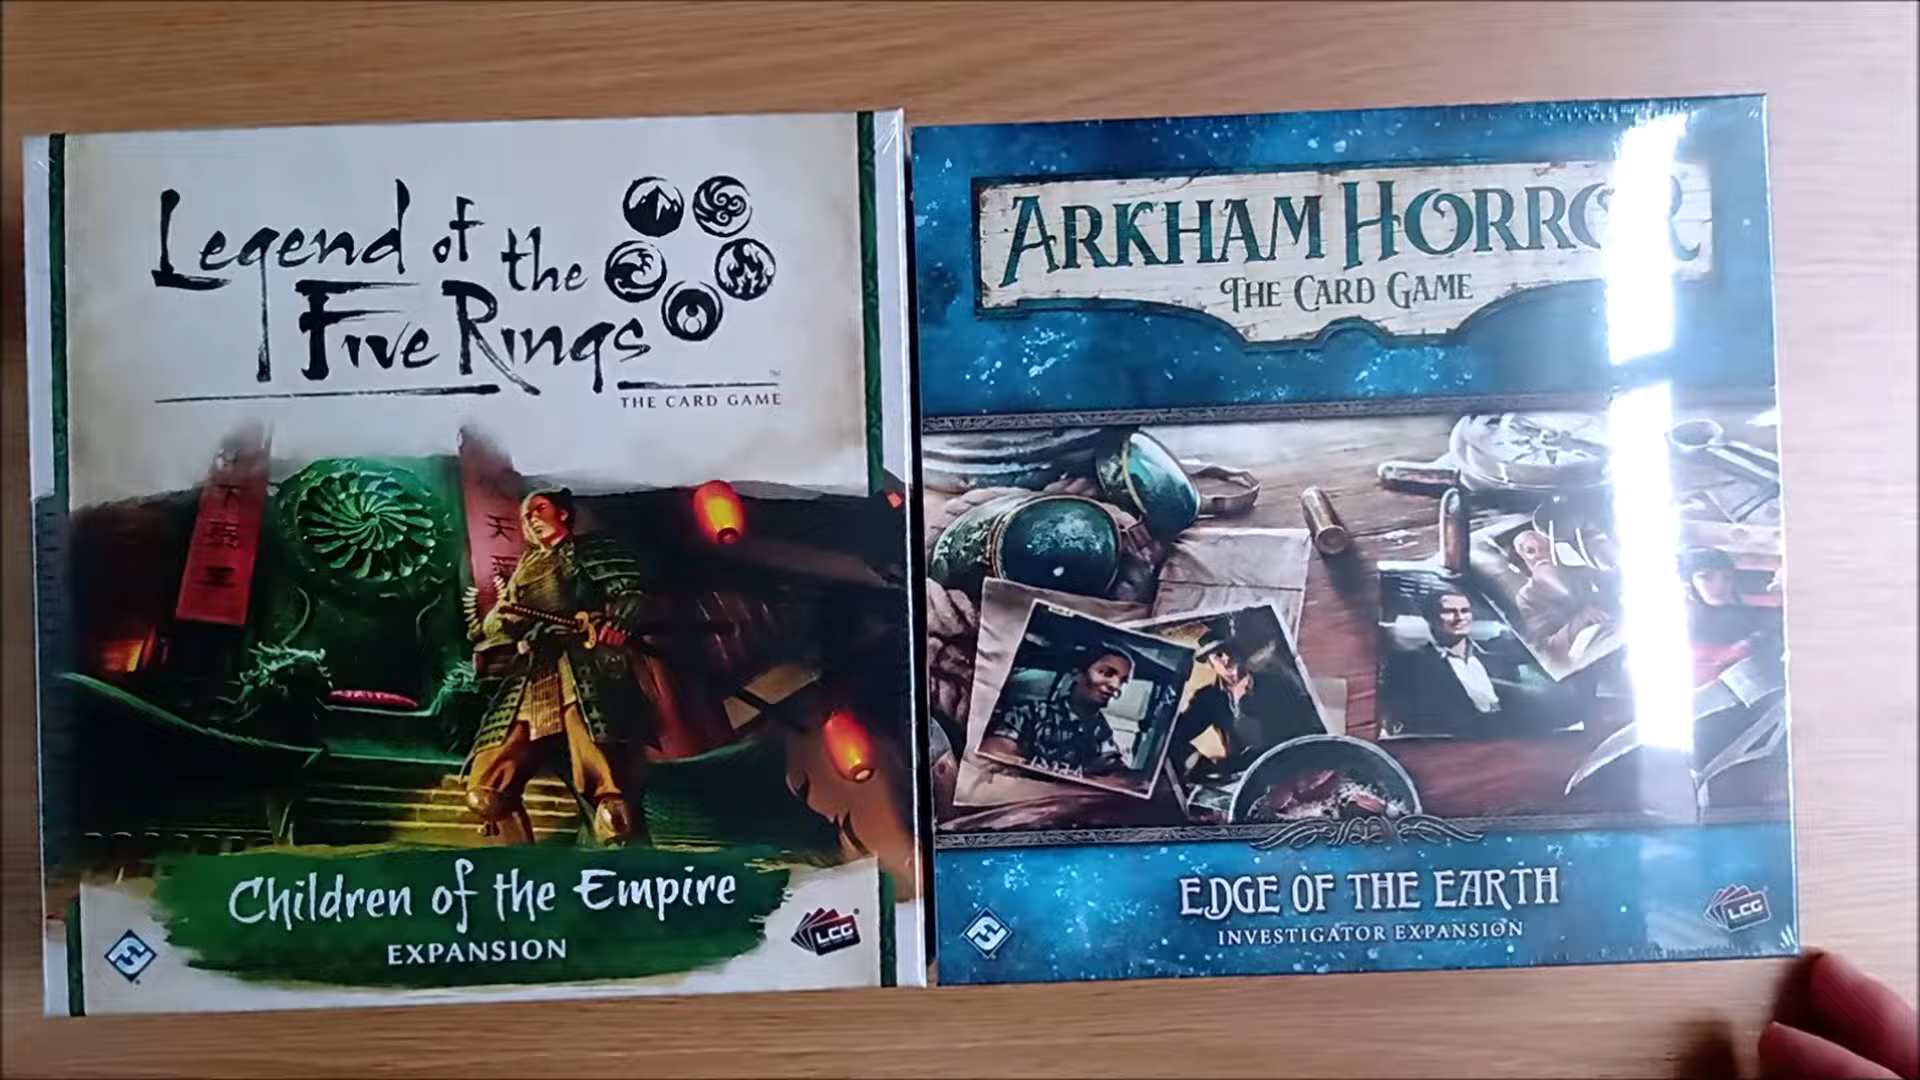 Legend of the
Five Rings
THE CARD GAME
天
Children of the Empire
EXPANSION
LCG
ARKHAM HORROR
THE CARD GAME
EDGE OF THE EARTH
INVESTIGATOR EXPANSION
LCG